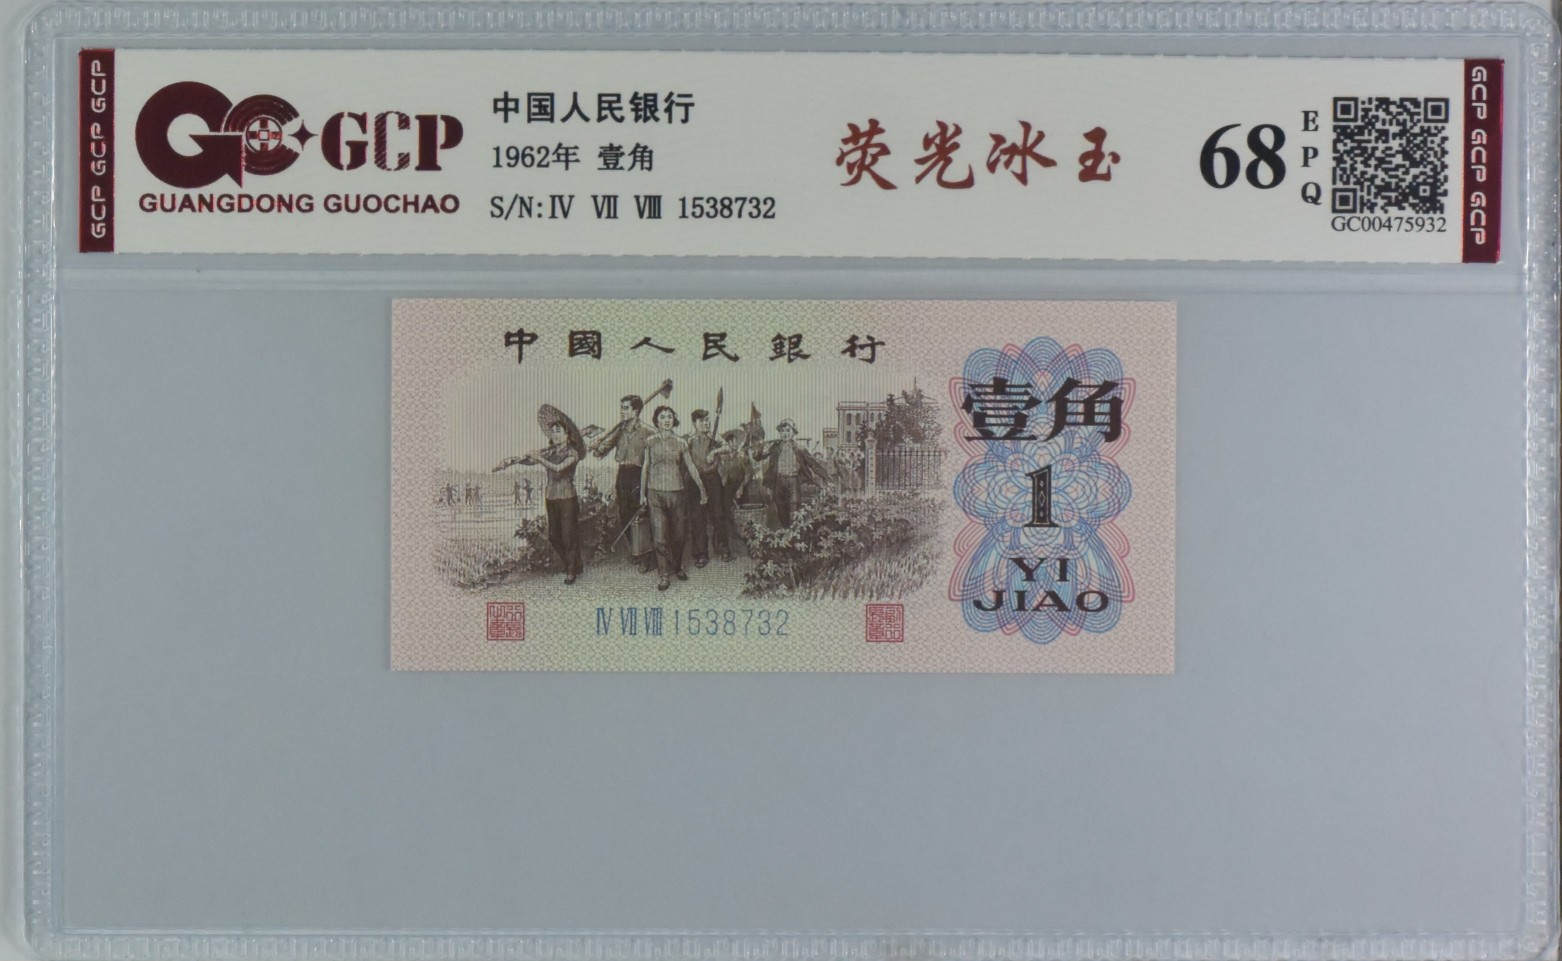 GCP GCP GCP
GCP
GUANGDONG GUOCHAO
中国人民银行
1962年 壹角
S/N:Ⅳ Ⅶ Ⅷ 1538732
荧光冰玉
68
EPQ
GC00475932
GCP GCP GCP
中國人民銀行
壹角
1
YI
JIAO
Ⅳ Ⅶ Ⅷ 1538732